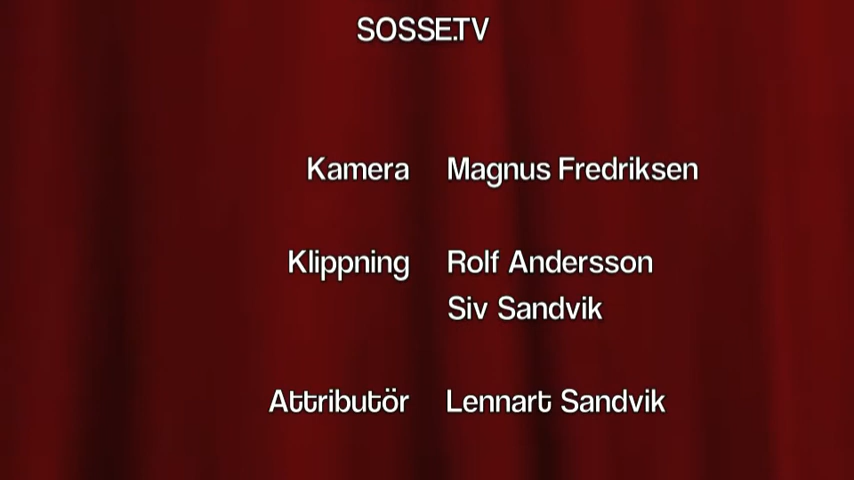 SOSSE.TV
Kamera Magnus Fredriksen
Klippning Rolf Andersson
Siv Sandvik
Attributör Lennart Sandvik